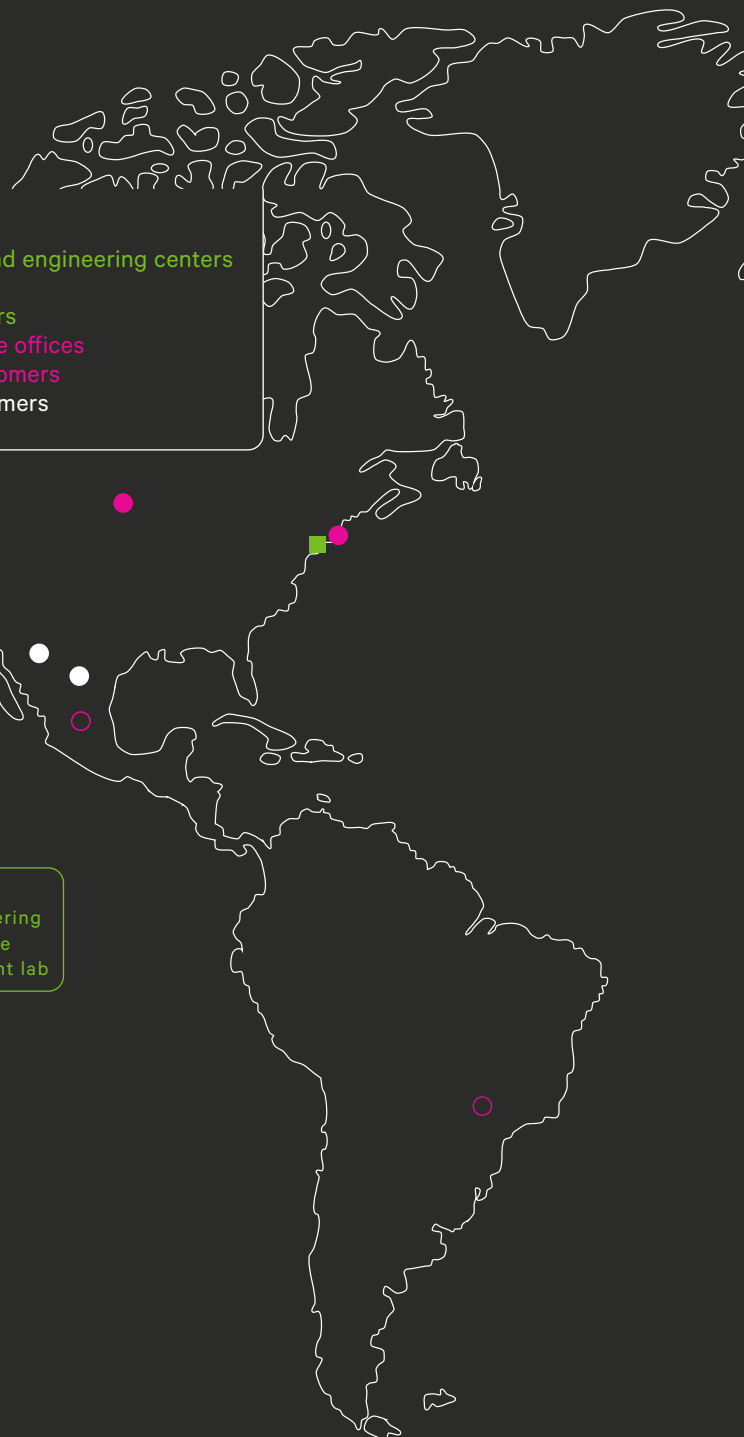 nd engineering centers
rs
e offices
omers
mers
ering
e
nt lab